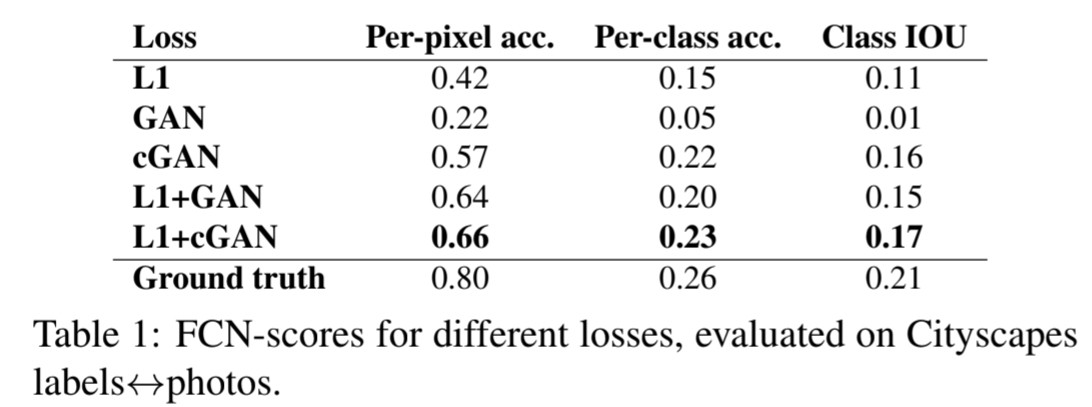 Loss Per-pixel acc. Per-class acc. Class IOU
L1 0.42 0.15 0.11
GAN 0.22 0.05 0.01
cGAN 0.57 0.22 0.16
L1+GAN 0.64 0.20 0.15
L1+cGAN 0.66 0.23 0.17
Ground truth 0.80 0.26 0.21
Table 1: FCN-scores for different losses, evaluated on Cityscapes
labels↔photos.